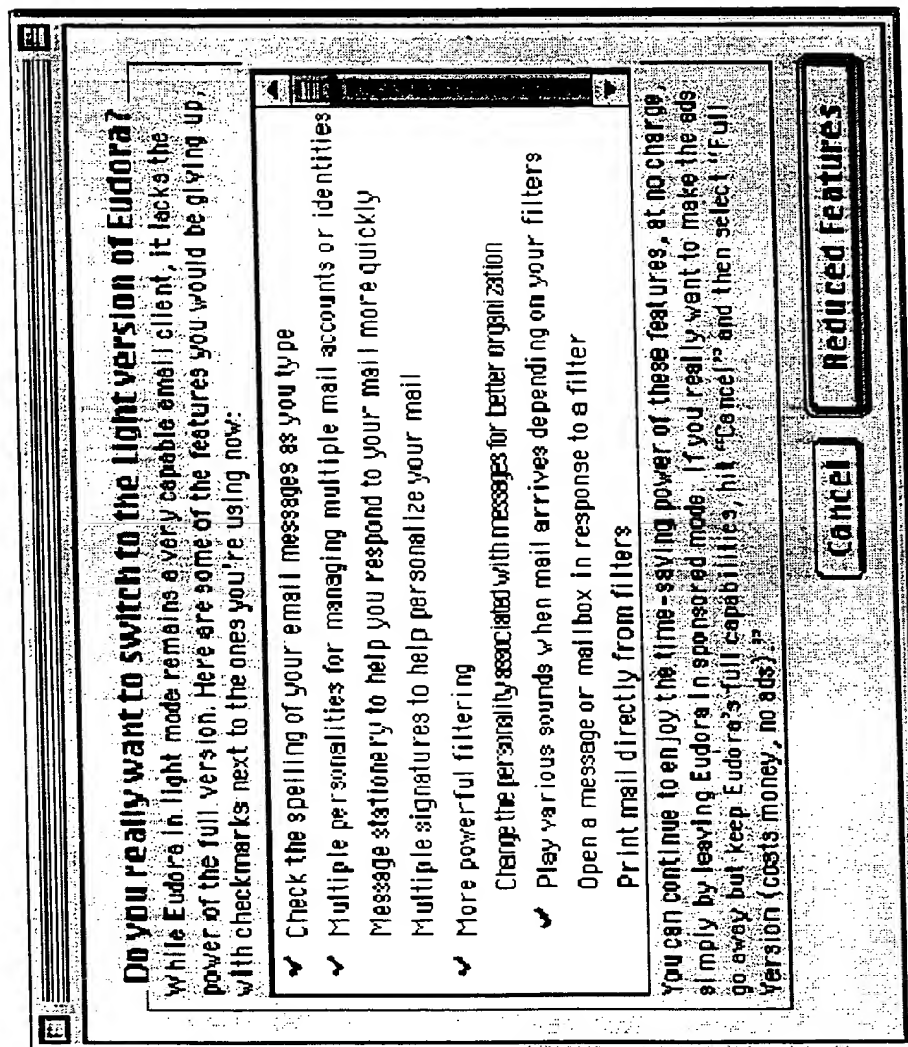 Do you really want to switch to the Light version of Eudora?
While Eudora in light mode remains a very capable email client, it lacks the
power of the full version. Here are some of the features you would be giving up,
with checkmarks next to the ones you're using now:
✔ Check the spelling of your email messages as you type
✔ Multiple personalities for managing multiple mail accounts or identities
Message stationery to help you respond to your mail more quickly
Multiple signatures to help personalize your mail
✔ More powerful filtering
Change the personality associated with messages for better organization
✔ Play various sounds when mail arrives depending on your filters
Open a message or mailbox in response to a filter
Print mail directly from filters
You can continue to enjoy the time-saving power of these features, at no charge,
simply by leaving Eudora in sponsored mode. If you really want to make the ads
go away but keep Eudora's full capabilities, hit "Cancel" and then select "Full
Version (costs money, no ads)."
Cancel
Reduced Features